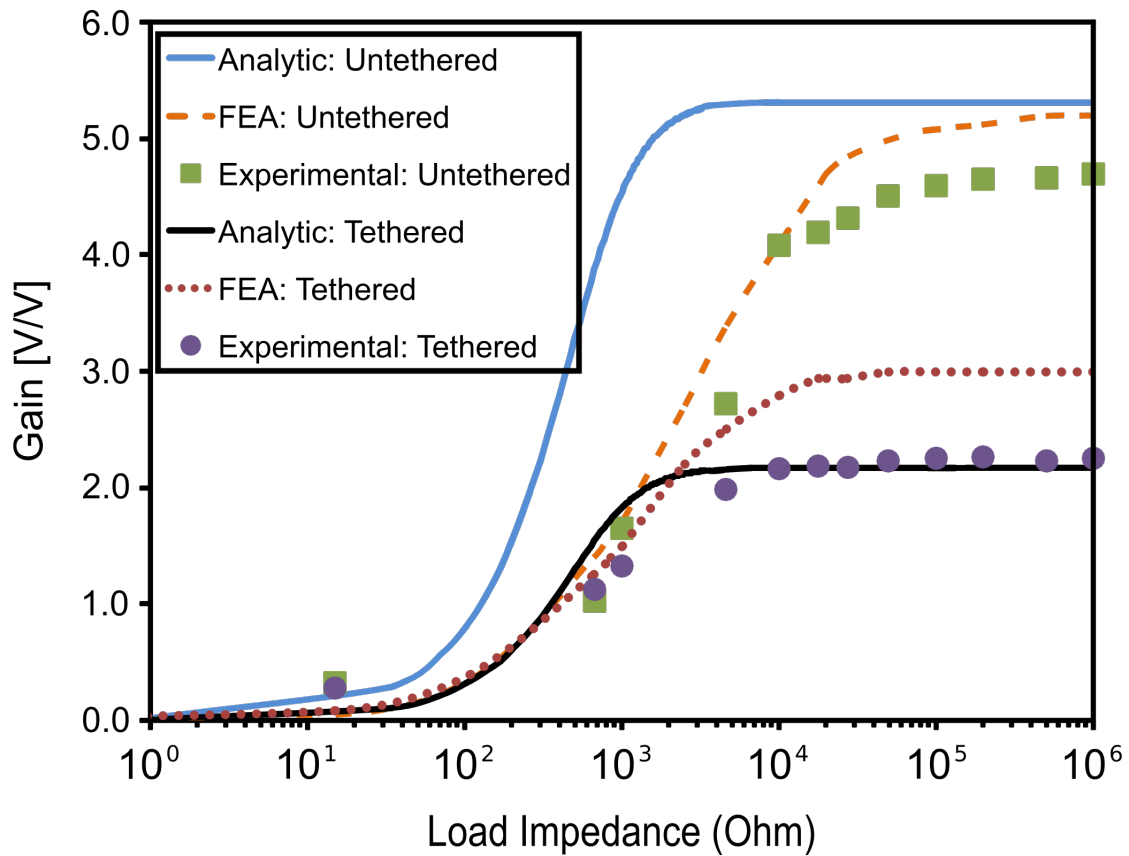 6.0
Analytic: Untethered
FEA: Untethered
Experimental: Untethered
Analytic: Tethered
FEA: Tethered
Experimental: Tethered
5.0
4.0
3.0
2.0
1.0
0.0
Gain [V/V]
10⁰ 10¹ 10² 10³ 10⁴ 10⁵ 10⁶
Load Impedance (Ohm)